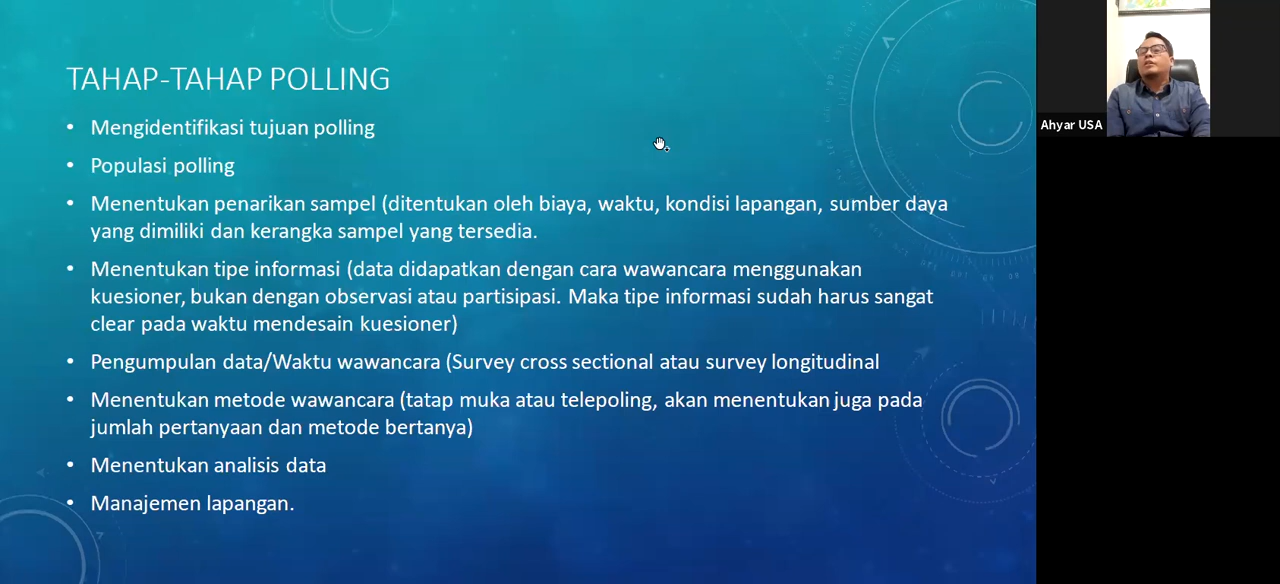 TAHAP-TAHAP POLLING
• Mengidentifikasi tujuan polling
• Populasi polling
• Menentukan penarikan sampel (ditentukan oleh biaya, waktu, kondisi lapangan, sumber daya
yang dimiliki dan kerangka sampel yang tersedia.
• Menentukan tipe informasi (data didapatkan dengan cara wawancara menggunakan
kuesioner, bukan dengan observasi atau partisipasi. Maka tipe informasi sudah harus sangat
clear pada waktu mendesain kuesioner)
• Pengumpulan data/Waktu wawancara (Survey cross sectional atau survey longitudinal
• Menentukan metode wawancara (tatap muka atau telepoling, akan menentukan juga pada
jumlah pertanyaan dan metode bertanya)
• Menentukan analisis data
• Manajemen lapangan.
Ahyar USA